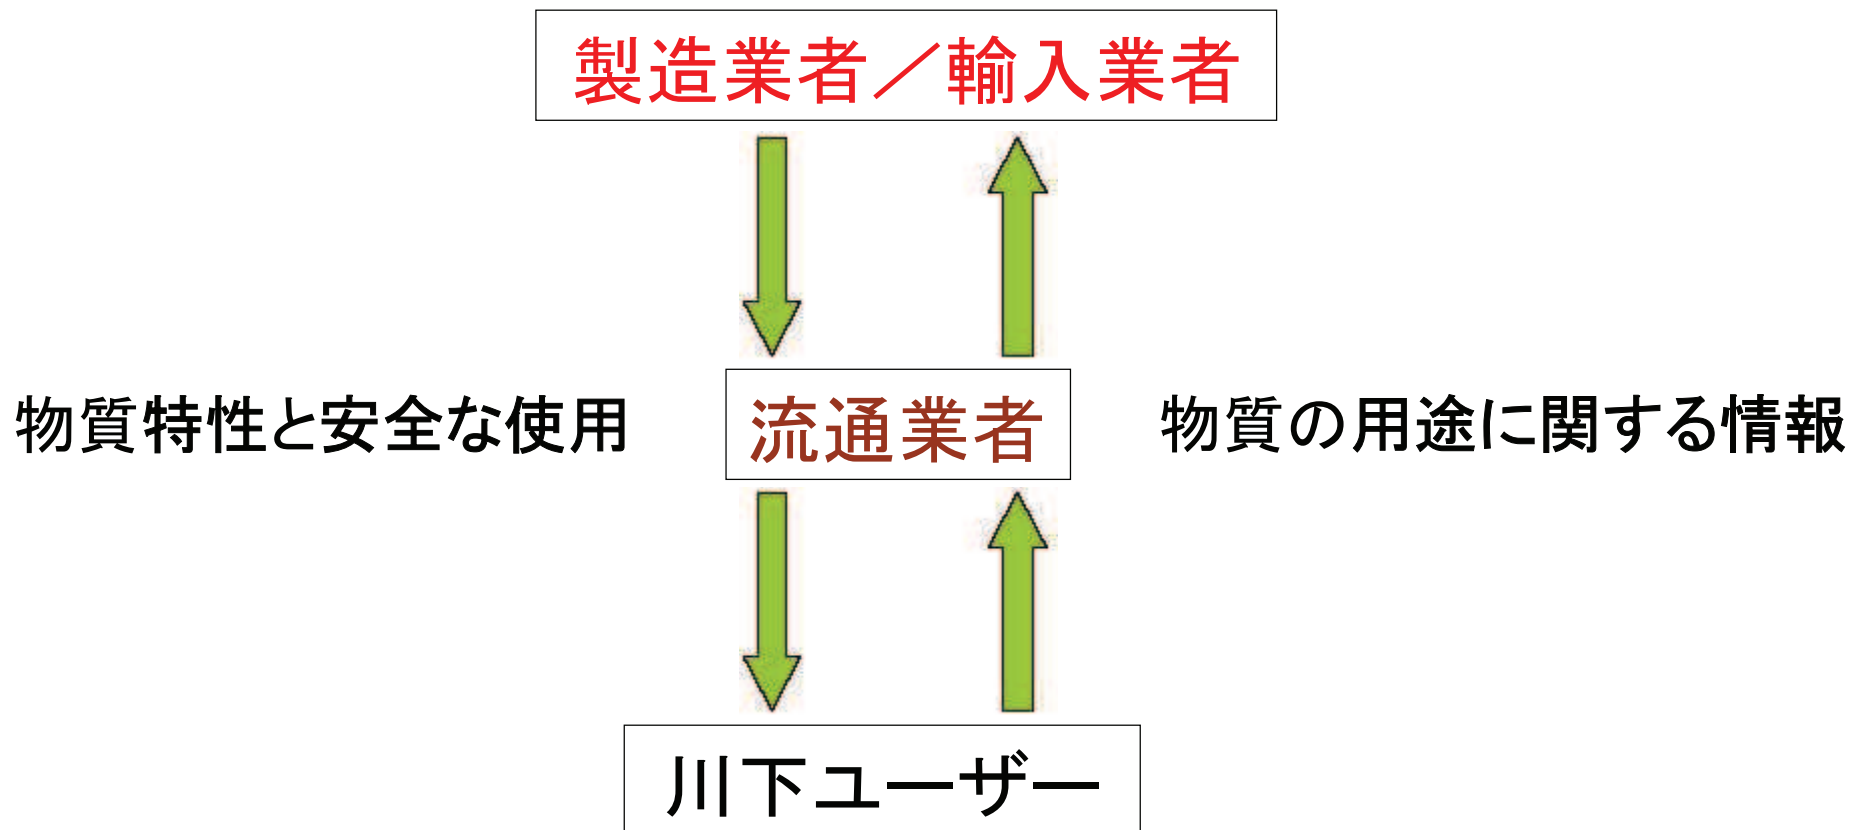 製造業者／輸入業者
物質特性と安全な使用
流通業者
物質の用途に関する情報
川下ユーザー